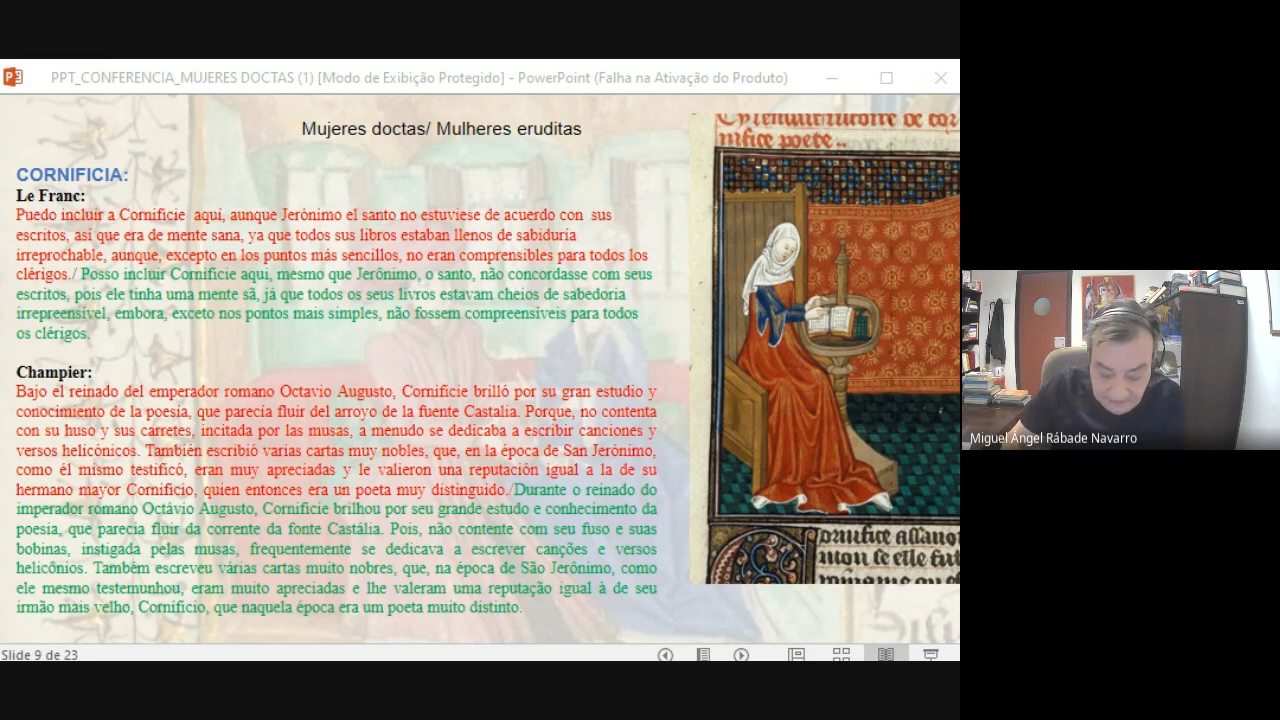 PPT_CONFERENCIA_MUJERES DOCTAS (1) [Modo de Exibição Protegido] - PowerPoint (Falha na Ativação do Produto)
Mujeres doctas/ Mulheres eruditas
CORNIFICIA:
Le Franc:
Puedo incluir a Cornificie aquí, aunque Jerónimo el santo no estuviese de acuerdo con sus
escritos, así que era de mente sana, ya que todos sus libros estaban llenos de sabiduría
irreprochable, aunque, excepto en los puntos más sencillos, no eran comprensibles para todos los
clérigos./ Posso incluir Cornificie aqui, mesmo que Jerônimo, o santo, não concordasse com seus
escritos, pois ele tinha uma mente sã, já que todos os seus livros estavam cheios de sabedoria
irrepreensível, embora, exceto nos pontos mais simples, não fossem compreensíveis para todos
os clérigos.
Champier:
Bajo el reinado del emperador romano Octavio Augusto, Cornificie brilló por su gran estudio y
conocimiento de la poesía, que parecía fluir del arroyo de la fuente Castalia. Porque, no contenta
con su huso y sus carretes, incitada por las musas, a menudo se dedicaba a escribir canciones y
versos helicónicos. También escribió varias cartas muy nobles, que, en la época de San Jerónimo,
como él mismo testificó, eran muy apreciadas y le valieron una reputación igual a la de su
hermano mayor Cornificio, quien entonces era un poeta muy distinguido./Durante o reinado do
imperador romano Octávio Augusto, Cornificie brilhou por seu grande estudo e conhecimento da
poesia, que parecia fluir da corrente da fonte Castália. Pois, não contente com seu fuso e suas
bobinas, instigada pelas musas, frequentemente se dedicava a escrever canções e versos
helicônios. Também escreveu várias cartas muito nobres, que, na época de São Jerônimo, como
ele mesmo testemunhou, eram muito apreciadas e lhe valeram uma reputação igual à de seu
irmão mais velho, Cornificio, que naquela época era um poeta muito distinto.
Slide 9 de 23
Miguel Ángel Rábade Navarro